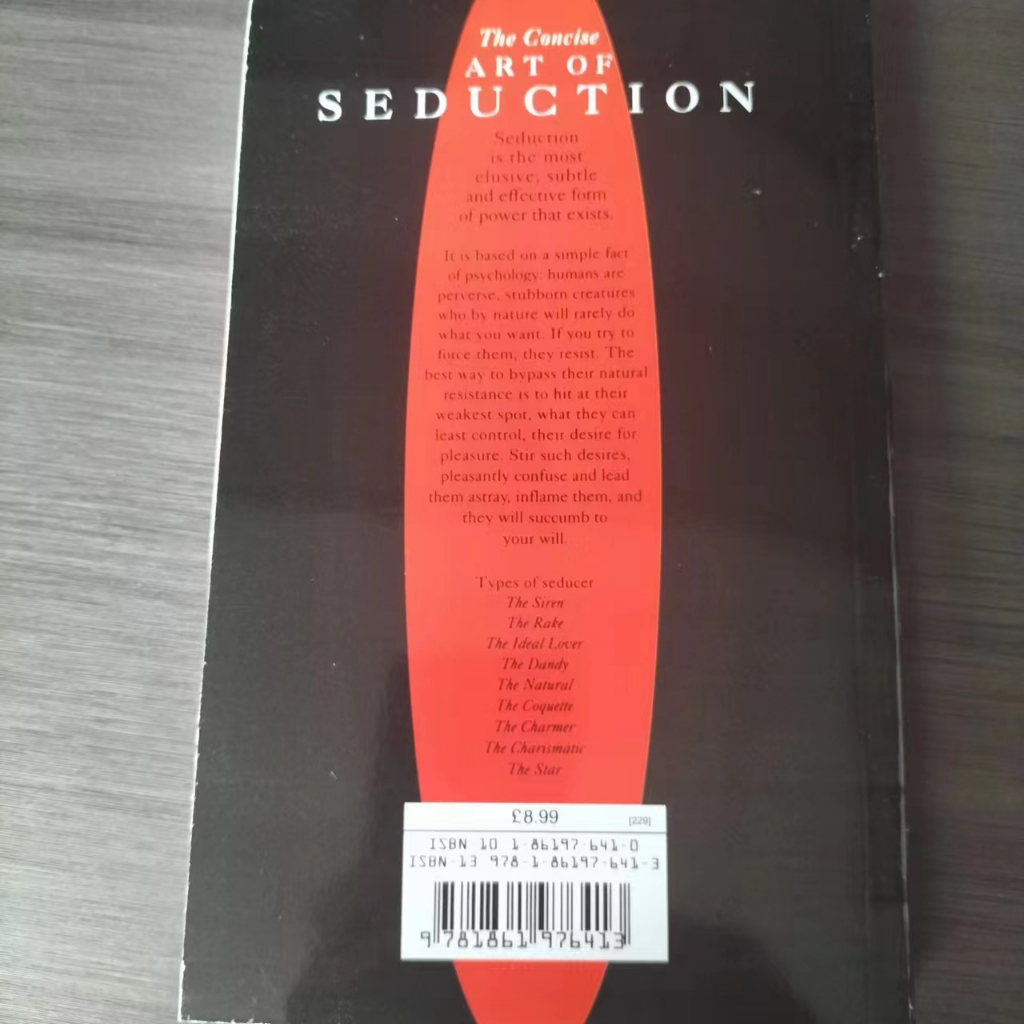 The Concise
ART OF
SEDUCTION
Seduction
is the most
elusive, subtle
and effective form
of power that exists.
It is based on a simple fact
of psychology: humans are
perverse, stubborn creatures
who by nature will rarely do
what you want. If you try to
force them, they resist. The
best way to bypass their natural
resistance is to hit at their
weakest spot, what they can
least control, their desire for
pleasure. Stir such desires,
pleasantly confuse and lead
them astray, inflame them, and
they will succumb to
your will.
Types of seducer
The Siren
The Rake
The Ideal Lover
The Dandy
The Natural
The Coquette
The Charmer
The Charismatic
The Star
£8.99 [229]
ISBN 10 1-86197-641-0
ISBN-13 978-1-86197-641-3
9 781861 976413